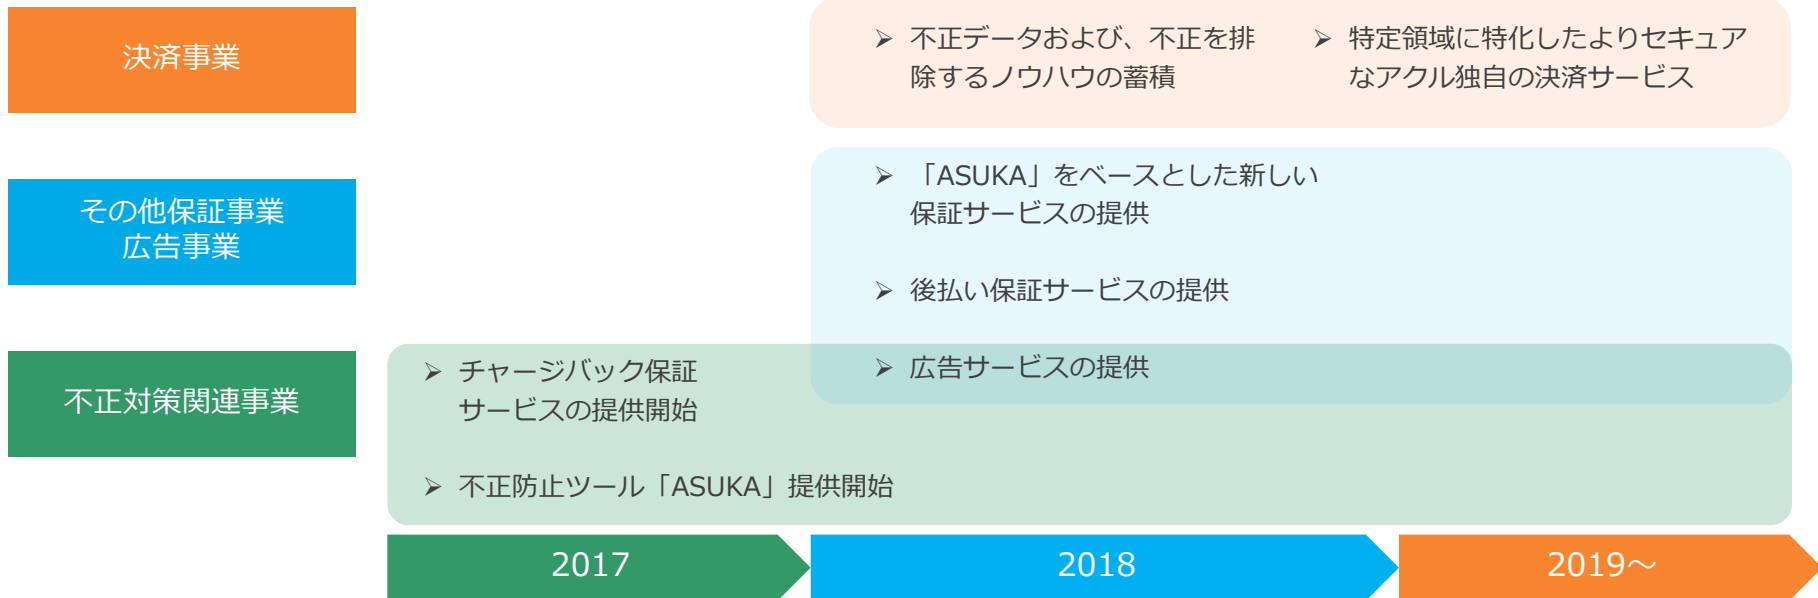 決済事業
➢ 不正データおよび、不正を排
除するノウハウの蓄積
➢ 特定領域に特化したよりセキュア
なアクル独自の決済サービス
その他保証事業
広告事業
➢ 「ASUKA」をベースとした新しい
保証サービスの提供
➢ 後払い保証サービスの提供
➢ 広告サービスの提供
不正対策関連事業
➢ チャージバック保証
サービスの提供開始
➢ 不正防止ツール「ASUKA」提供開始
2017
2018
2019～